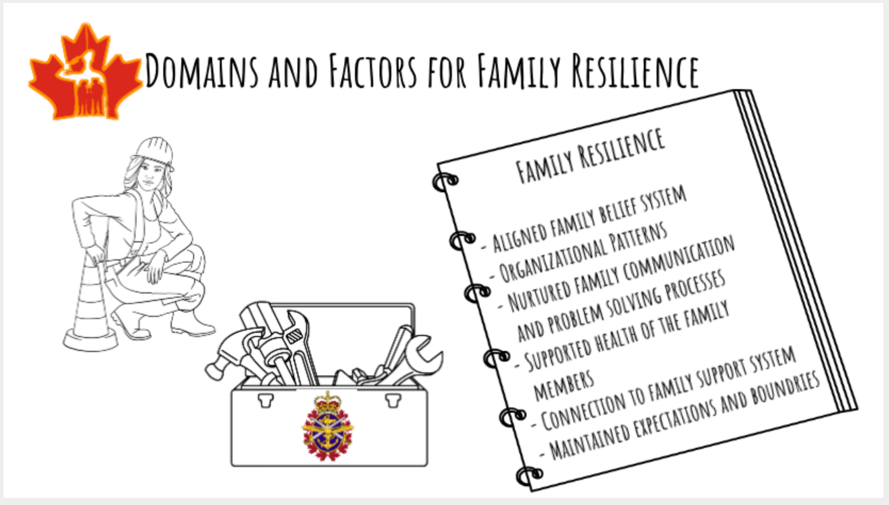 Domains and Factors for Family Resilience
Family Resilience
- Aligned family belief system
- Organizational Patterns
- Nurtured family communication
and problem solving processes
- Supported health of the family
members
- Connection to family support system
- Maintained expectations and boundries